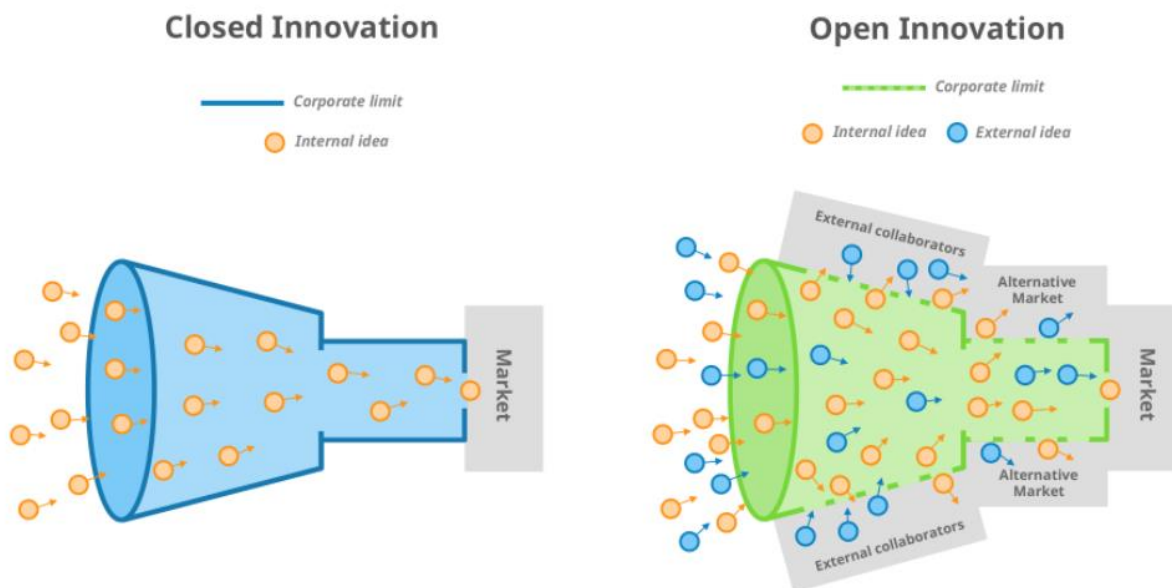 Closed Innovation
Corporate limit
Internal idea
Market
Open Innovation
Corporate limit
Internal idea
External idea
External collaborators
Alternative
Market
Market
Alternative
Market
External collaborators